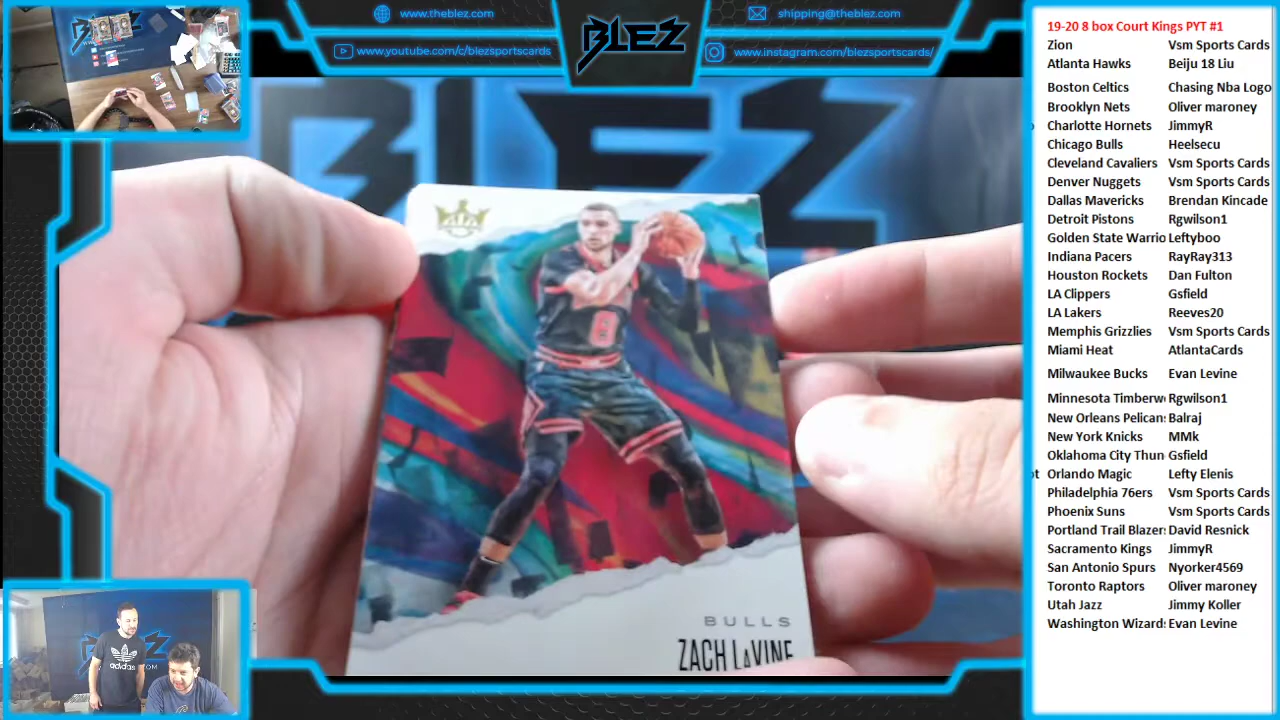 www.theblez.com
BLEZ
shipping@theblez.com
www.youtube.com/c/blezsportscards
www.instagram.com/blezsportscards/
BLEZ
8
BULLS
ZACH LaVINE
adidas
19-20 8 box Court Kings PYT #1
Zion Vsm Sports Cards
Atlanta Hawks Beiju 18 Liu
Boston Celtics Chasing Nba Logo
Brooklyn Nets Oliver maroney
Charlotte Hornets JimmyR
Chicago Bulls Heelsecu
Cleveland Cavaliers Vsm Sports Cards
Denver Nuggets Vsm Sports Cards
Dallas Mavericks Brendan Kincade
Detroit Pistons Rgwilson1
Golden State Warrio Leftyboo
Indiana Pacers RayRay313
Houston Rockets Dan Fulton
LA Clippers Gsfield
LA Lakers Reeves20
Memphis Grizzlies Vsm Sports Cards
Miami Heat AtlantaCards
Milwaukee Bucks Evan Levine
Minnesota Timberw Rgwilson1
New Orleans Pelican Balraj
New York Knicks MMk
Oklahoma City Thun Gsfield
Orlando Magic Lefty Elenis
Philadelphia 76ers Vsm Sports Cards
Phoenix Suns Vsm Sports Cards
Portland Trail Blazer David Resnick
Sacramento Kings JimmyR
San Antonio Spurs Nyorker4569
Toronto Raptors Oliver maroney
Utah Jazz Jimmy Koller
Washington Wizard Evan Levine